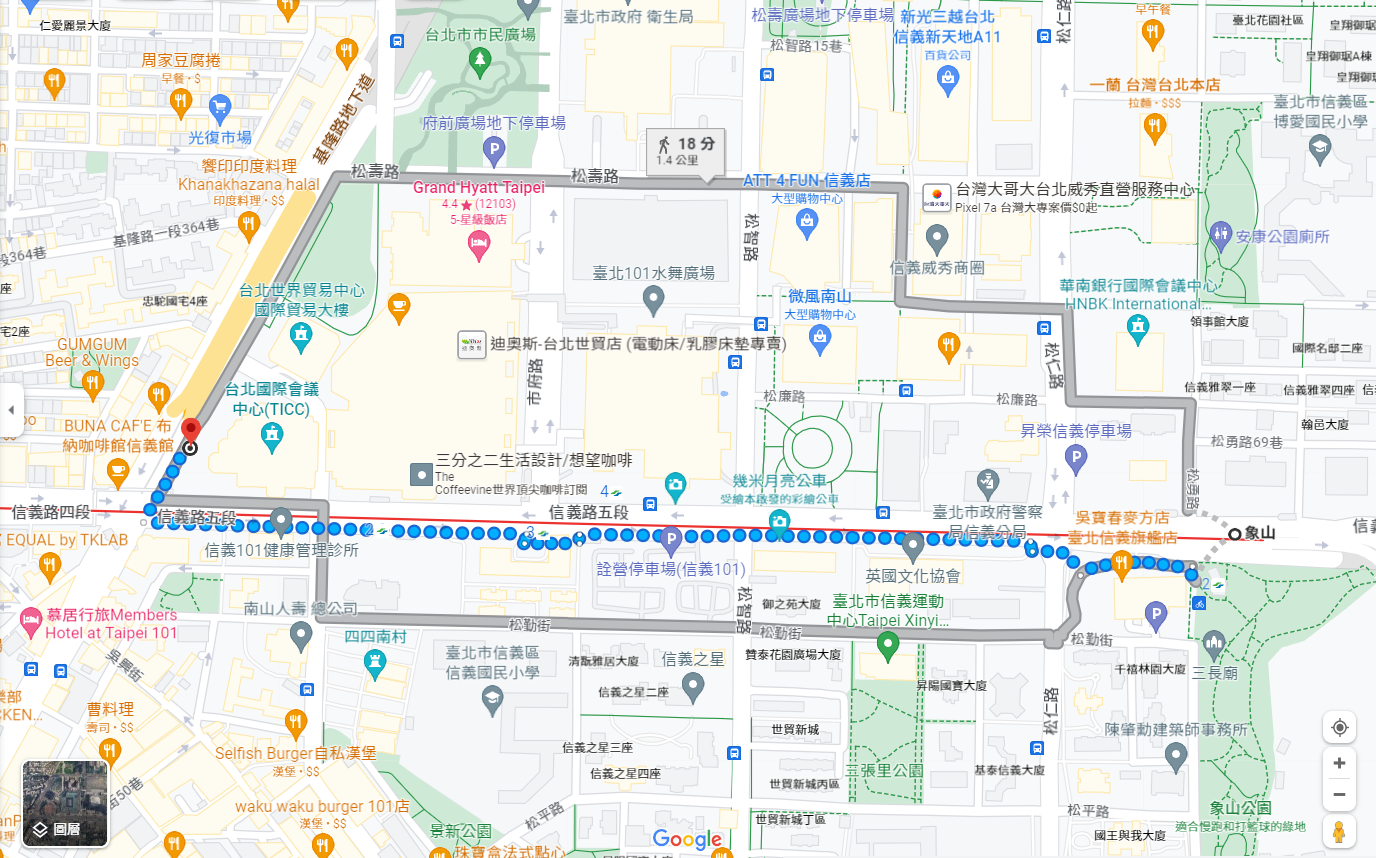 臺北市政府 衛生局
松壽廣場地下停車場
新光三越台北
信義新天地A11
百貨公司
松仁路
早午餐
臺北花園社區
皇翔御琚
仁愛麗景大廈
台北市市民廣場
松智路15巷
皇翔御琚A棟
皇翔御琚
周家豆腐捲
早餐・$
光復市場
基隆路地下道
府前廣場地下停車場
18 分
1.4 公里
一蘭 台灣台北本店
拉麵・$$$
臺北市信義區
博愛國民小學
饗印印度料理
Khanakhazana halal
印度料理・$$
松壽路
松壽路
Grand Hyatt Taipei
4.4 ★ (12103)
5-星級飯店
ATT 4 FUN 信義店
大型購物中心
台灣大哥大台北威秀直營服務中心
Pixel 7a 台灣大專案價$0起
基隆路一段364巷
一段364巷
松智路
安康公園廁所
信義威秀商圈
臺北101水舞廣場
台北世界貿易中心
國際貿易大樓
忠駝國宅4座
微風南山
大型購物中心
華南銀行國際會議中心
HNBK International...
領事館大廈
宅2座
GUMGUM
Beer & Wings
迪奧斯-台北世貿店 (電動床/乳膠床墊專賣)
國際名邸二座
松仁路
市府路
台北國際會議
中心(TICC)
松廉路
松廉路
信義雅翠一座
信義雅翠四座
BUNA CAF'E 布
納咖啡館信義館
昇榮信義停車場
翰邑大廈
松勇路69巷
三分之二生活設計/想望咖啡
The
Coffeevine世界頂尖咖啡訂閱
幾米月亮公車
受繪本啟發的彩繪公車
松勇路
信義路四段
信義路五段
4
信義路五段
臺北市政府警察
局信義分局
吳寶春麥方店
臺北信義旗艦店
象山
2
3
EQUAL by TKLAB
信義101健康管理診所
詮營停車場(信義101)
英國文化協會
2
慕居行旅Members
Hotel at Taipei 101
南山人壽 總公司
松智路
御之苑大廈
臺北市信義運動
中心Taipei Xinyi...
四四南村
松勤街
松勤街
松勤街
吳興街
臺北市信義區
信義國民小學
清翫雅居大廈
信義之星
贊泰花園廣場大廈
千禧林園大廈
三長廟
信義之星二座
昇陽國寶大廈
松仁路
曹料理
壽司・$$
世貿新城
陳肇勳建築師事務所
Selfish Burger自私漢堡
漢堡・$$
信義之星三座
信義之星四座
三張里公園
基泰信義大廈
世貿新城丙區
50巷
waku waku burger 101店
漢堡・$$
松平路
松平路
象山公園
適合慢跑和打籃球的綠地
圖層
景新公園
Google
世貿新城丁區
國王與我大廈
珠寶盒法式點心